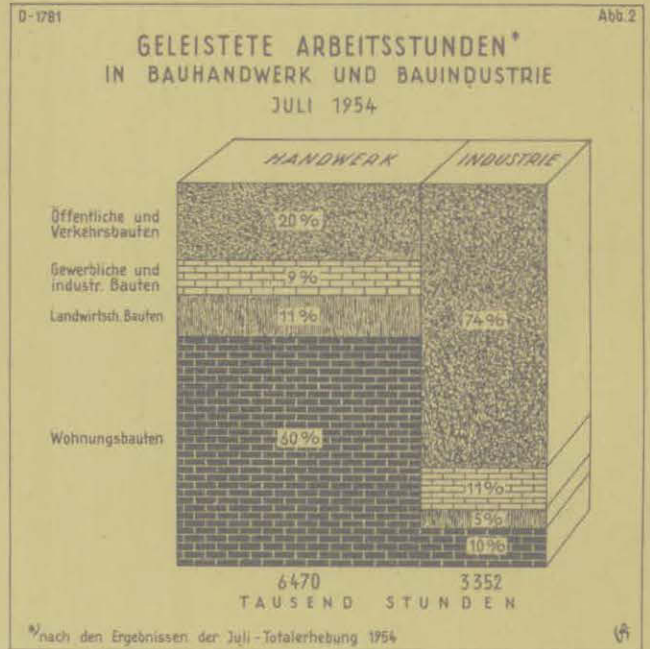 D-1781
Abb. 2
GELEISTETE ARBEITSSTUNDEN*
IN BAUHANDWERK UND BAUINDUSTRIE
JULI 1954
HANDWERK
INDUSTRIE
Öffentliche und
Verkehrsbauten
20%
Gewerbliche und
industr. Bauten
9%
Landwirtsch. Bauten
11%
74%
Wohnungsbauten
60%
11%
5%
10%
6470
3352
TAUSEND STUNDEN
*)nach den Ergebnissen der Juli-Totalerhebung 1954